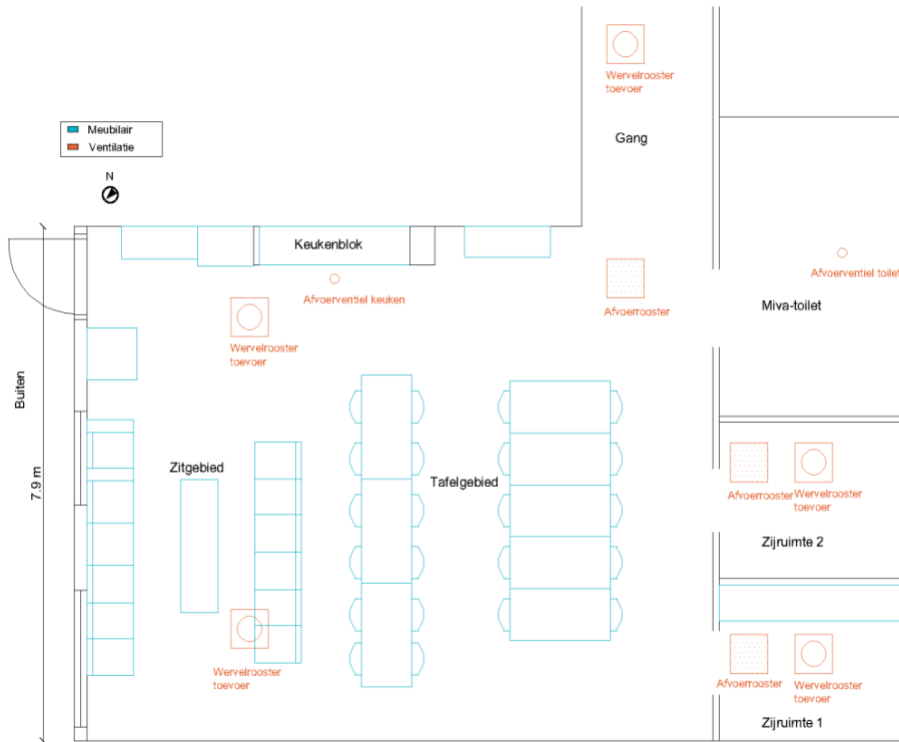 Wervelrooster
toevoer
Meubilair
Ventilatie
Gang
N
Keukenblok
Afvoerventiel keuken
Afvoerrooster
Afvoerventiel toilet
Miva-toilet
Wervelrooster
toevoer
Buiten
7.9 m
Zitgebied
Tafelgebied
Afvoerrooster
Wervelrooster
toevoer
Zijruimte 2
Wervelrooster
toevoer
Afvoerrooster
Wervelrooster
toevoer
Zijruimte 1